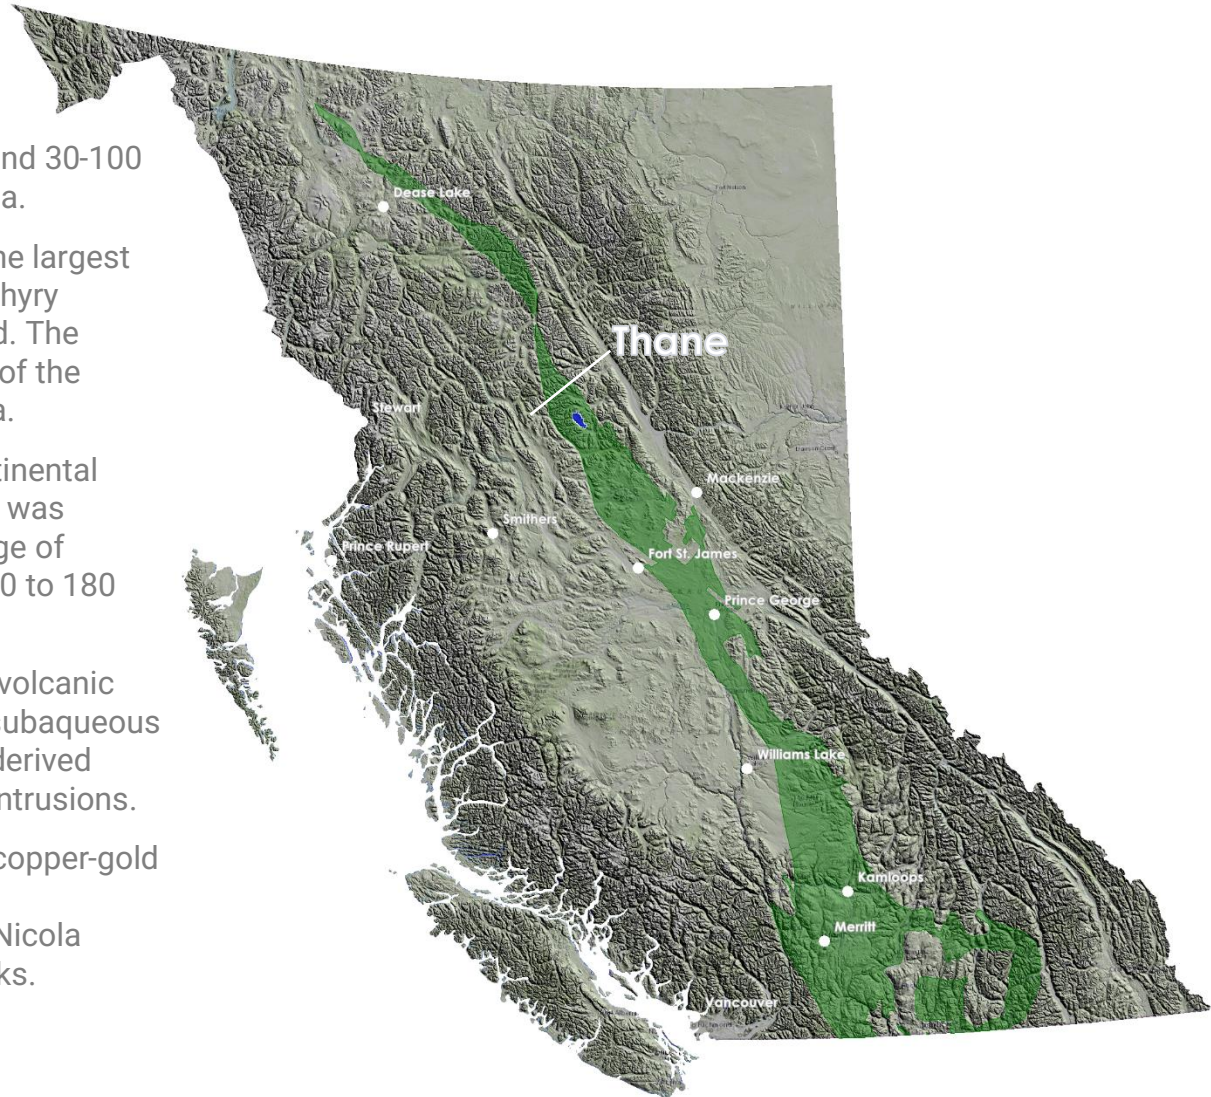 nd 30-100
a.
he largest
hyry
d. The
of the
a.
tinental
was
ge of
0 to 180
volcanic
subaqueous
derived
ntrusions.
copper-gold
Nicola
ks.
Dease Lake
Thane
Stewart
Mackenzie
Smithers
Prince Rupert
Fort St. James
Prince George
Williams Lake
Kamloops
Merritt
Vancouver